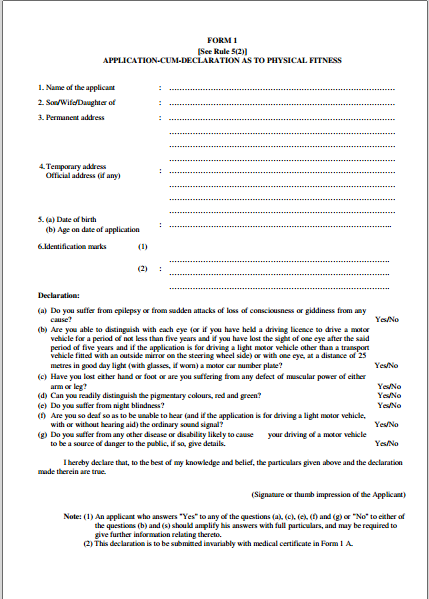 FORM 1
[See Rule 5(2)]
APPLICATION-CUM-DECLARATION AS TO PHYSICAL FITNESS
1. Name of the applicant :
2. Son/Wife/Daughter of :
3. Permanent address :
4. Temporary address
Official address (if any) :
5. (a) Date of birth
(b) Age on date of application :
6.Identification marks (1)
(2) :
Declaration:
(a) Do you suffer from epilepsy or from sudden attacks of loss of consciousness or giddiness from any
cause? Yes/No
(b) Are you able to distinguish with each eye (or if you have held a driving licence to drive a motor
vehicle for a period of not less than five years and if you have lost the sight of one eye after the said
period of five years and if the application is for driving a light motor vehicle other than a transport
vehicle fitted with an outside mirror on the steering wheel side) or with one eye, at a distance of 25
metres in good day light (with glasses, if worn) a motor car number plate? Yes/No
(c) Have you lost either hand or foot or are you suffering from any defect of muscular power of either
arm or leg? Yes/No
(d) Can you readily distinguish the pigmentary colours, red and green? Yes/No
(e) Do you suffer from night blindness? Yes/No
(f) Are you so deaf so as to be unable to hear (and if the application is for driving a light motor vehicle,
with or without hearing aid) the ordinary sound signal? Yes/No
(g) Do you suffer from any other disease or disability likely to cause your driving of a motor vehicle
to be a source of danger to the public, if so, give details. Yes/No
I hereby declare that, to the best of my knowledge and belief, the particulars given above and the declaration
made therein are true.
(Signature or thumb impression of the Applicant)
Note: (1) An applicant who answers "Yes" to any of the questions (a), (c), (e), (f) and (g) or "No" to either of
the questions (b) and (s) should amplify his answers with full particulars, and may be required to
give further information relating thereto.
(2) This declaration is to be submitted invariably with medical certificate in Form 1 A.